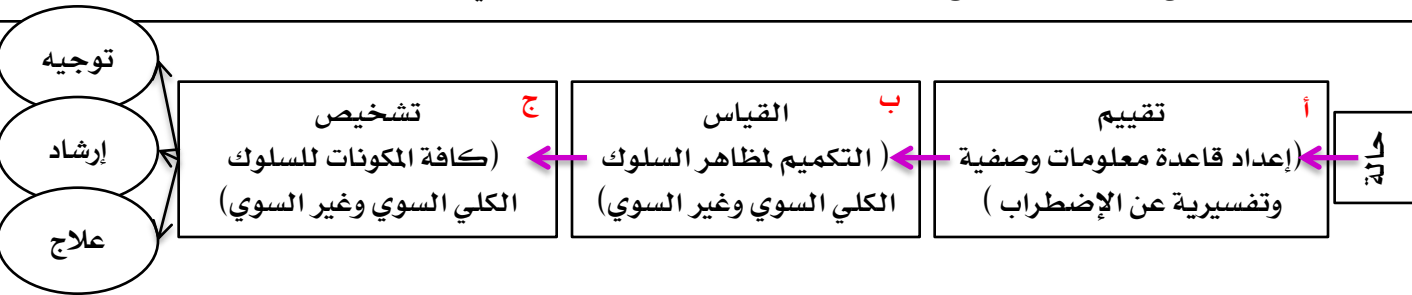 حالة
أ
تقييم
(إعداد قاعدة معلومات وصفية
وتفسيرية عن الإضطراب )
ب
القياس
( التكميم لمظاهر السلوك
الكلي السوي وغير السوي)
ج
تشخيص
(كافة المكونات للسلوك
الكلي السوي وغير السوي)
توجيه
إرشاد
علاج